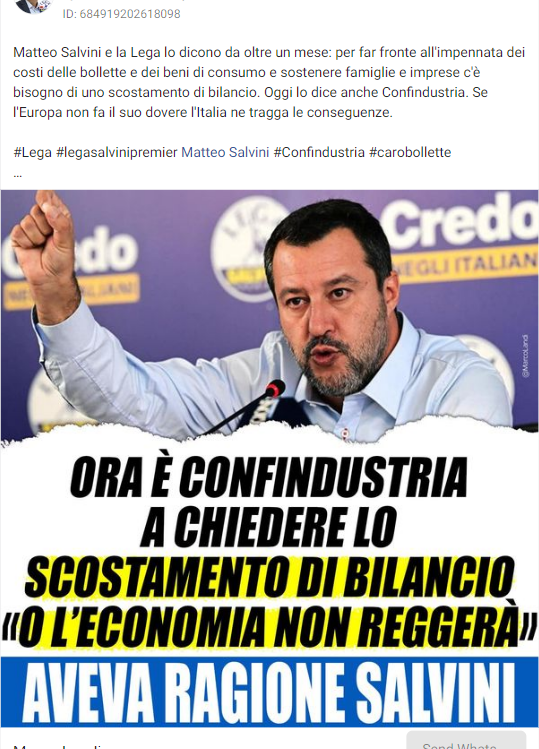 ID: 684919202618098
Matteo Salvini e la Lega lo dicono da oltre un mese: per far fronte all'impennata dei
costi delle bollette e dei beni di consumo e sostenere famiglie e imprese c'è
bisogno di uno scostamento di bilancio. Oggi lo dice anche Confindustria. Se
l'Europa non fa il suo dovere l'Italia ne tragga le conseguenze.
#Lega #legasalvinipremier Matteo Salvini #Confindustria #carobollette
...
LEGA
Credo
NEGLI ITALIANI
@MarcoLandi
ORA È CONFINDUSTRIA
A CHIEDERE LO
SCOSTAMENTO DI BILANCIO
«O L'ECONOMIA NON REGGERÀ»
AVEVA RAGIONE SALVINI